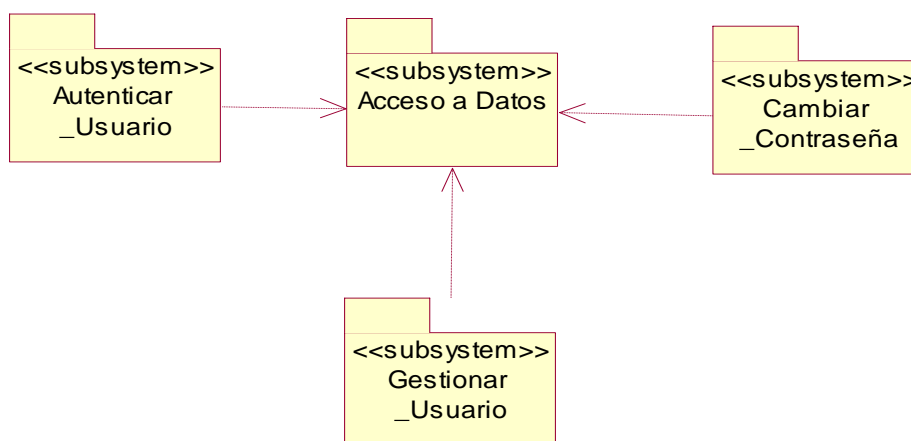 <<subsystem>>
Autenticar
_Usuario
<<subsystem>>
Acceso a Datos
<<subsystem>>
Cambiar
_Contraseña
<<subsystem>>
Gestionar
_Usuario